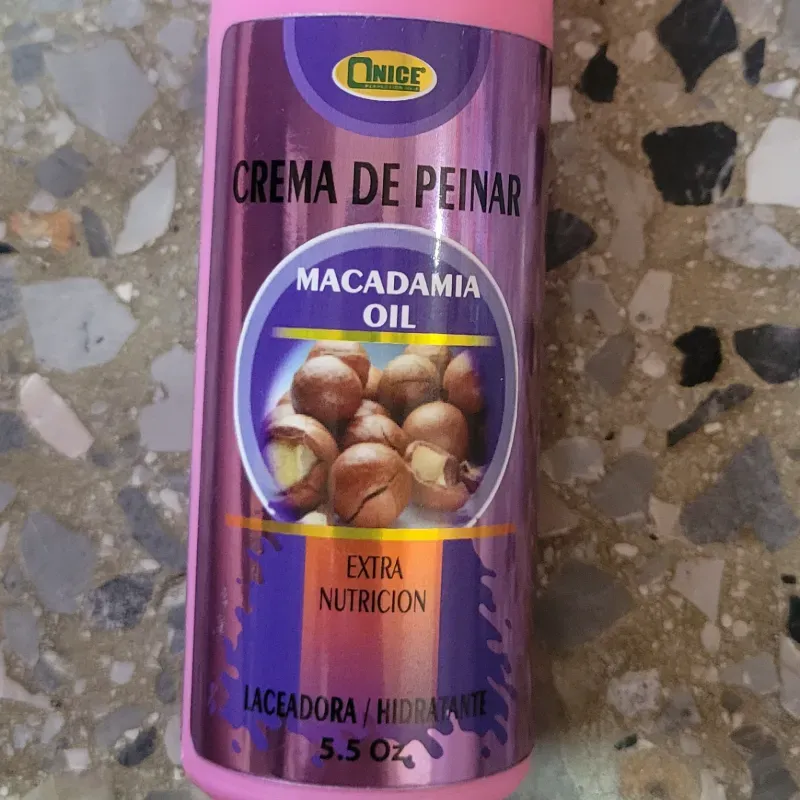 ONICE
CREMA DE PEINAR
MACADAMIA
OIL
EXTRA
NUTRICION
LACEADORA / HIDRATANTE
5.5 Oz.